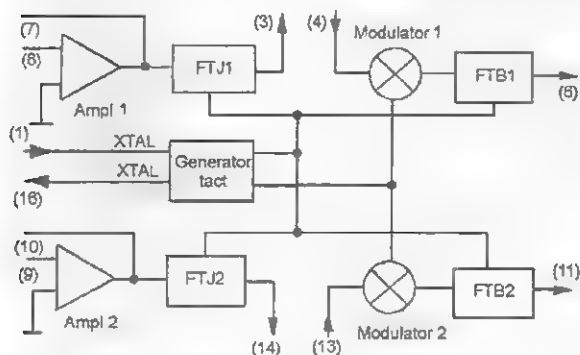 (7)
(8)
Ampl 1
FTJ1
(3)
(4)
Modulator 1
FTB1
(6)
(1)
XTAL
XTAL
(16)
Generator
tact
(10)
(9)
Ampl 2
FTJ2
(14)
(13)
Modulator 2
FTB2
(11)